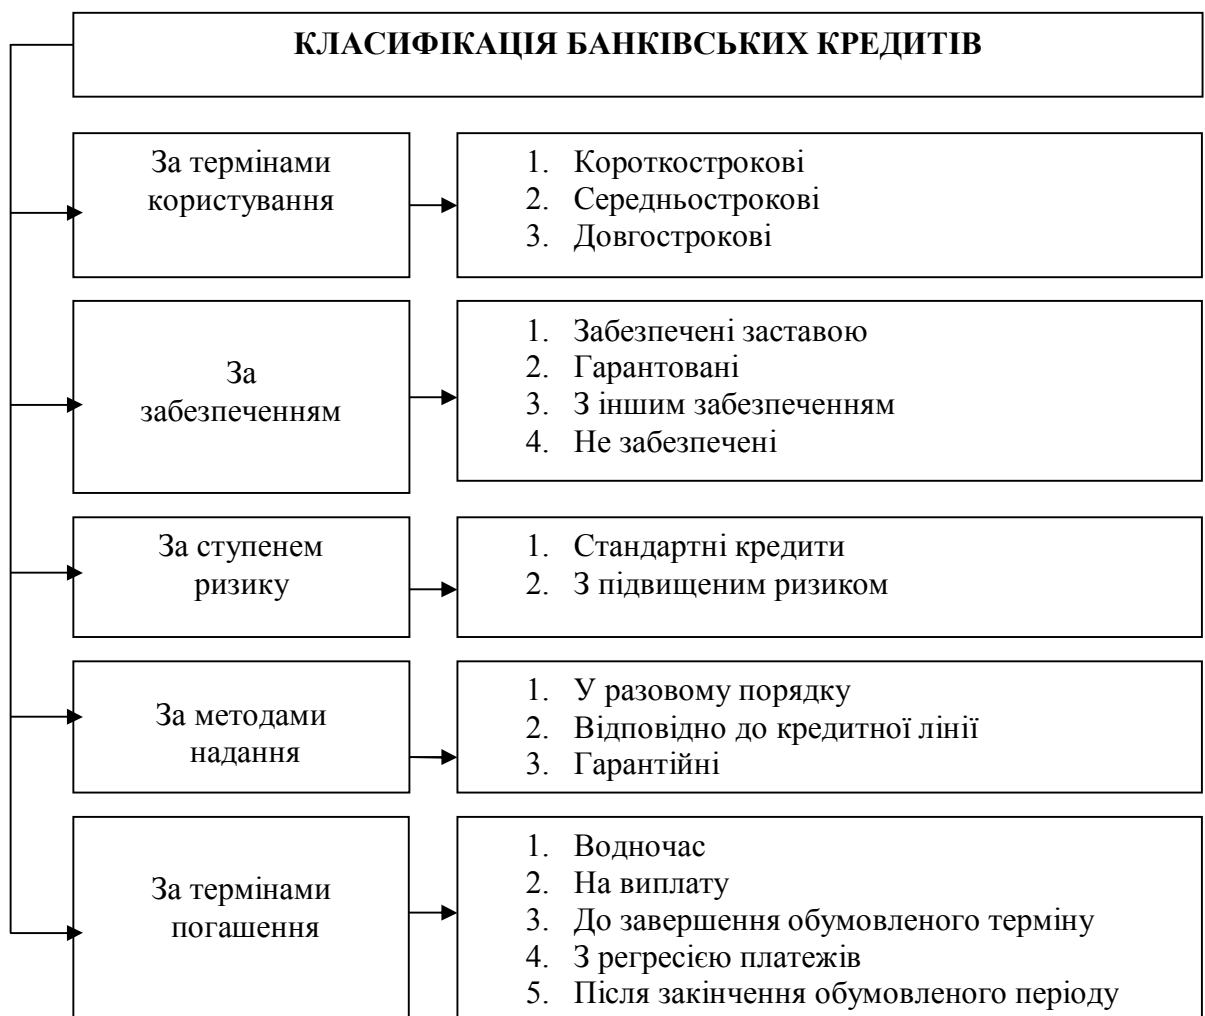 КЛАСИФІКАЦІЯ БАНКІВСЬКИХ КРЕДИТІВ
За термінами
користування
1. Короткострокові
2. Середньострокові
3. Довгострокові
За
забезпеченням
1. Забезпечені заставою
2. Гарантовані
3. З іншим забезпеченням
4. Не забезпечені
За ступенем
ризику
1. Стандартні кредити
2. З підвищеним ризиком
За методами
надання
1. У разовому порядку
2. Відповідно до кредитної лінії
3. Гарантійні
За термінами
погашення
1. Водночас
2. На виплату
3. До завершення обумовленого терміну
4. З регресією платежів
5. Після закінчення обумовленого періоду